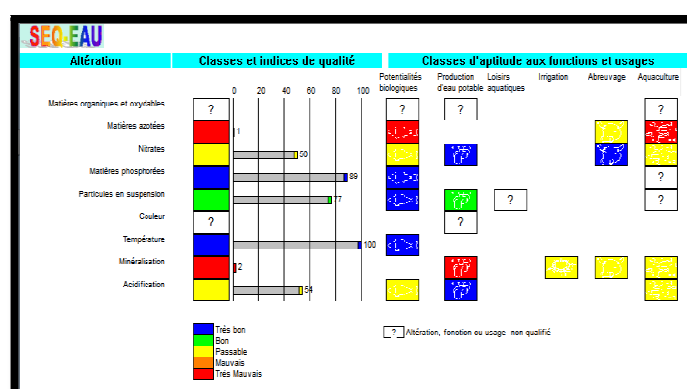 SEQ-EAU
Altération Classes et indices de qualité Classes d'aptitude aux fonctions et usages
Potentialités biologiques Production d'eau potable Loisirs aquatiques Irrigation Abreuvage Aquaculture
0 20 40 60 80 100
Matières organiques et oxycables ? ? ? ?
Matières azotées 1
Nitrates 50
Matières phosphorées 89 ?
Particules en suspension 77 ? ?
Couleur ? ?
Température 100
Minéralisation 2
Acidification 54
Très bon
Bon
Passable
Mauvais
Très Mauvais
? Altération, fonction ou usage non qualifié